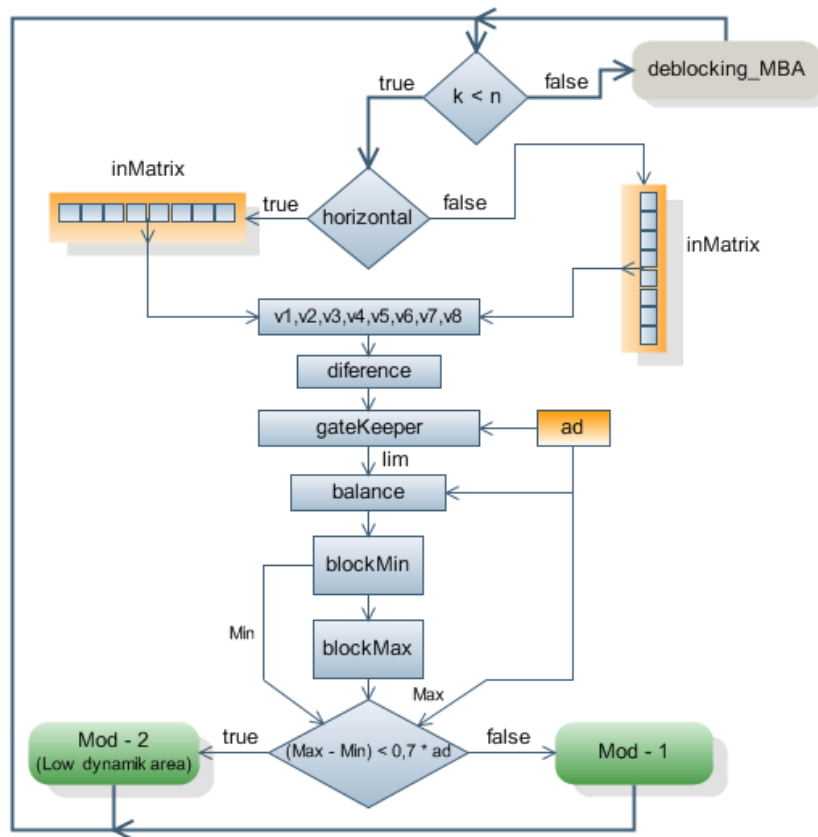 k < n
true
false
deblocking_MBA
inMatrix
true
horizontal
false
inMatrix
v1,v2,v3,v4,v5,v6,v7,v8
diference
gateKeeper
ad
lim
balance
blockMin
Min
blockMax
Max
Mod - 2
(Low dynamik area)
true
(Max - Min) < 0,7 * ad
false
Mod - 1